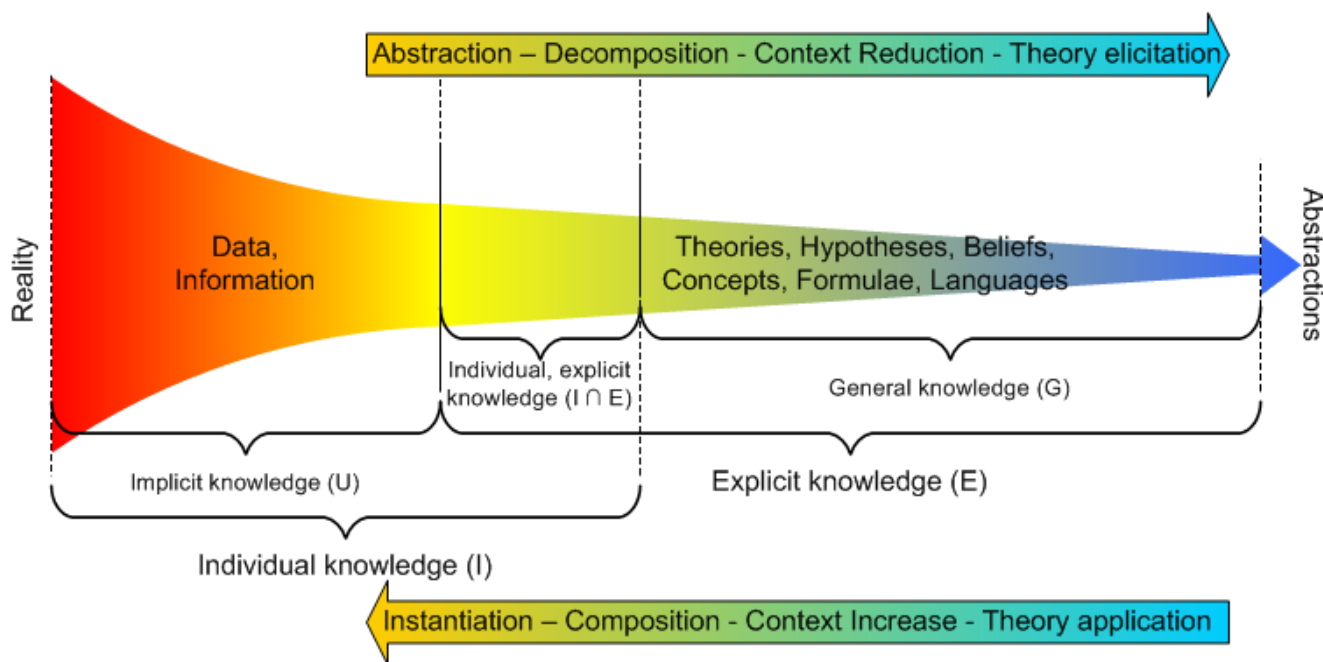 Abstraction – Decomposition - Context Reduction - Theory elicitation
Reality
Data,
Information
Theories, Hypotheses, Beliefs,
Concepts, Formulae, Languages
Abstractions
Individual, explicit
knowledge (I ∩ E)
General knowledge (G)
Implicit knowledge (U)
Explicit knowledge (E)
Individual knowledge (I)
Instantiation – Composition - Context Increase - Theory application